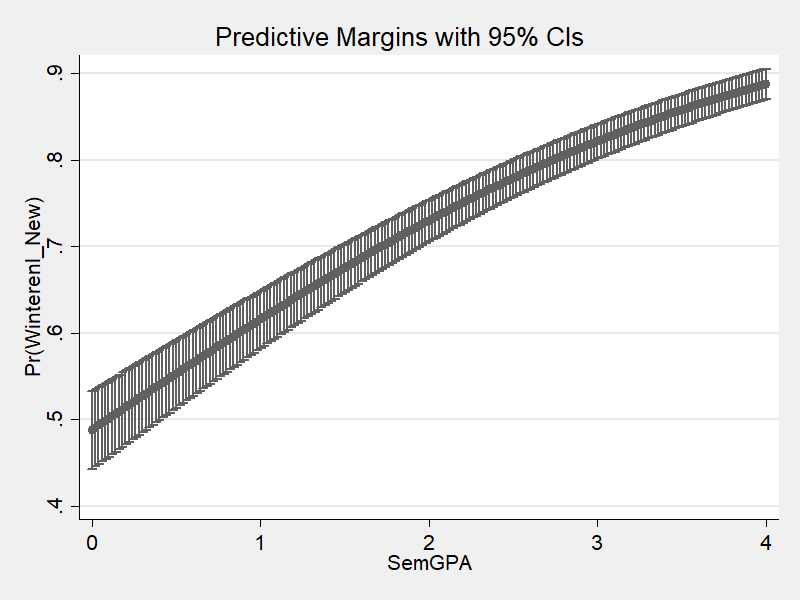 Predictive Margins with 95% CIs
Pr(Winterenl_New)
.9
.8
.7
.6
.5
.4
0 1 2 3 4
SemGPA